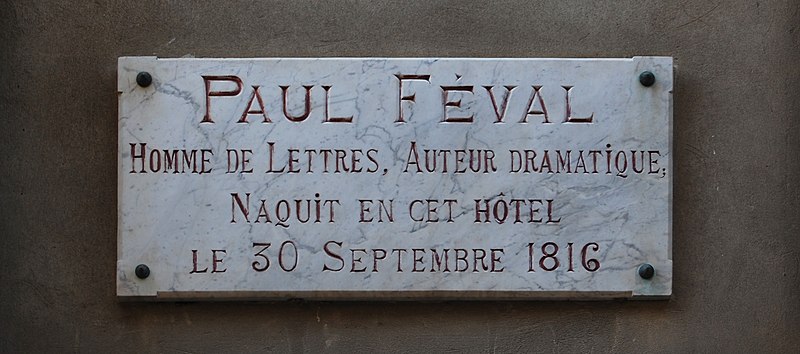 PAUL FÉVAL
HOMME DE LETTRES, AUTEUR DRAMATIQUE,
NAQUIT EN CET HÔTEL
LE 30 SEPTEMBRE 1816